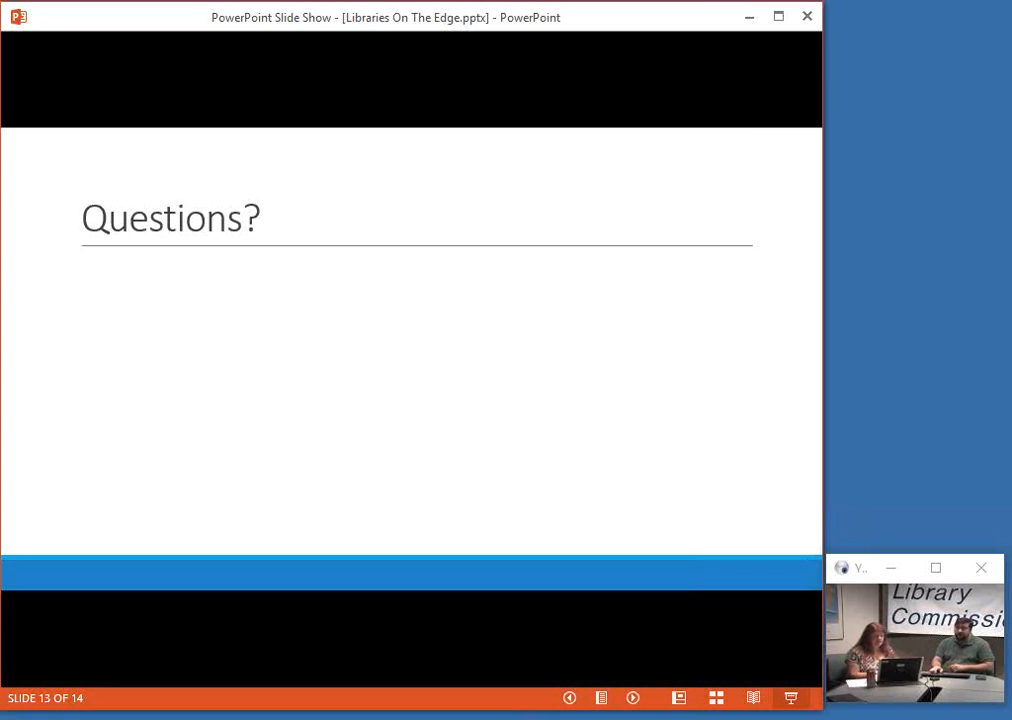 PowerPoint Slide Show - [Libraries On The Edge.pptx] - PowerPoint
Questions?
Y..
Library
Commissi
SLIDE 13 OF 14